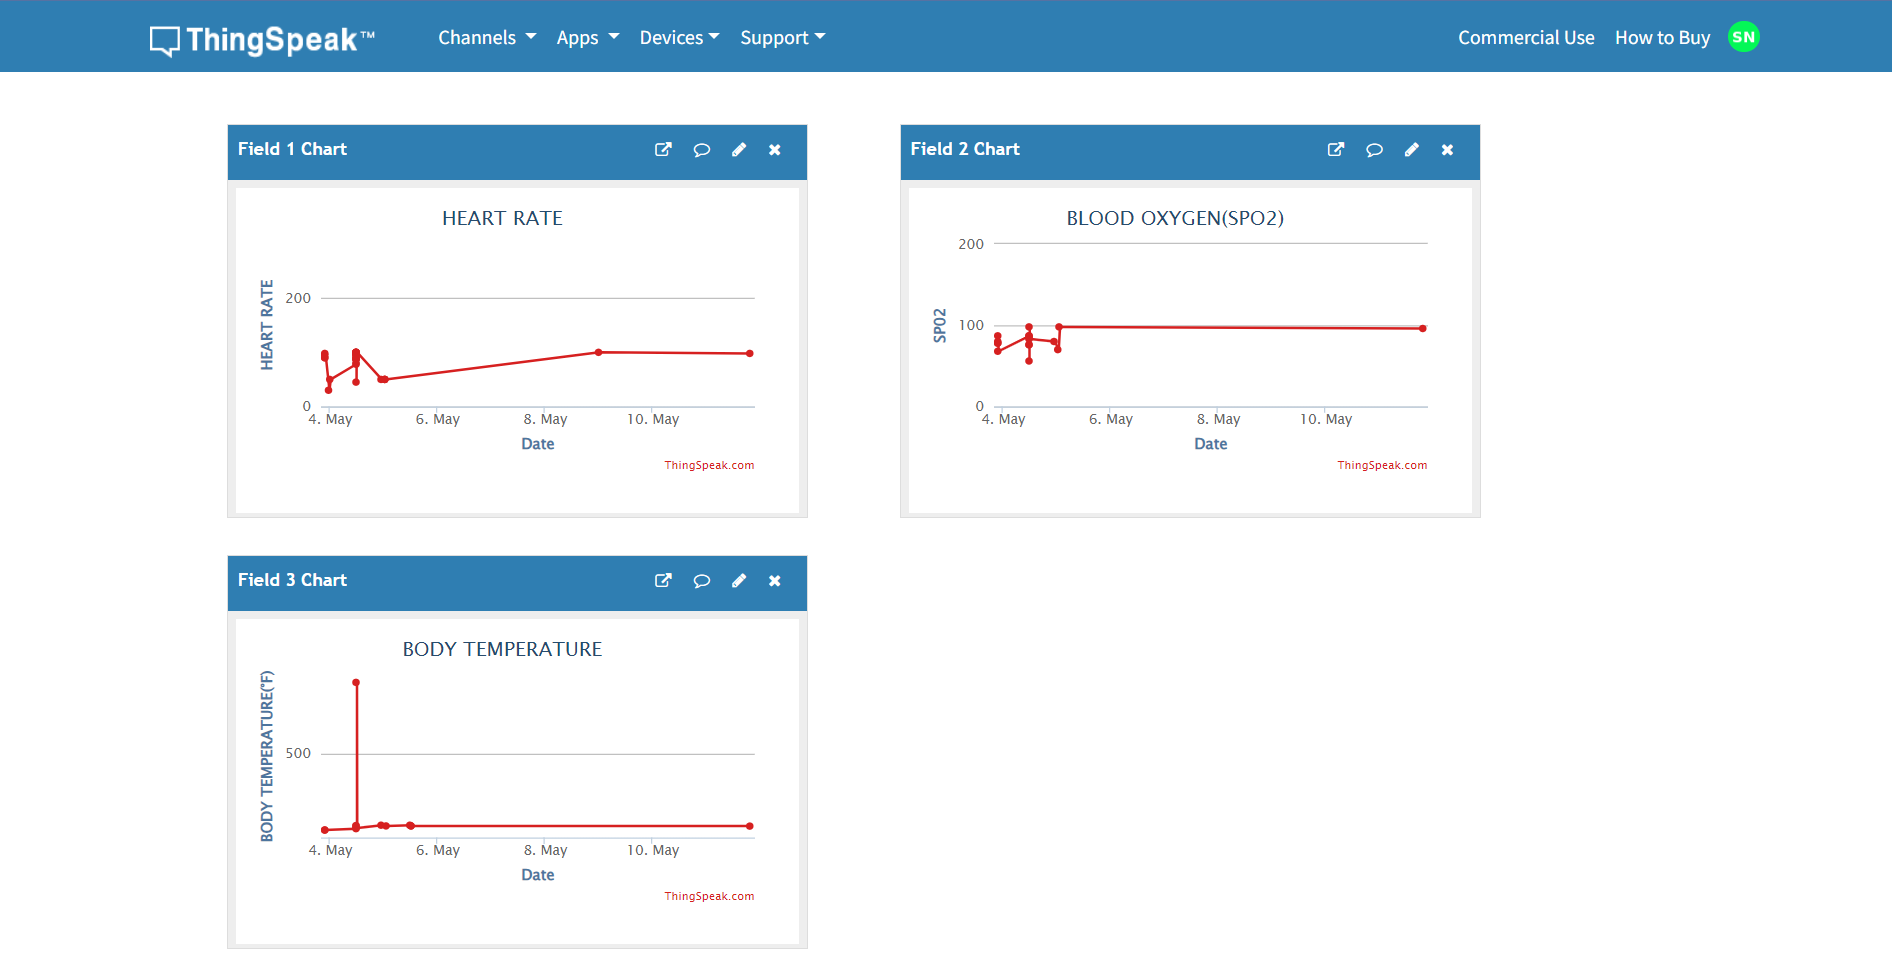 ThingSpeak™ Channels Apps Devices Support Commercial Use How to Buy SN
Field 1 Chart
HEART RATE
HEART RATE
200
0
4. May 6. May 8. May 10. May
Date
ThingSpeak.com
Field 2 Chart
BLOOD OXYGEN(SPO2)
SP02
200
100
0
4. May 6. May 8. May 10. May
Date
ThingSpeak.com
Field 3 Chart
BODY TEMPERATURE
BODY TEMPERATURE(°F)
500
4. May 6. May 8. May 10. May
Date
ThingSpeak.com